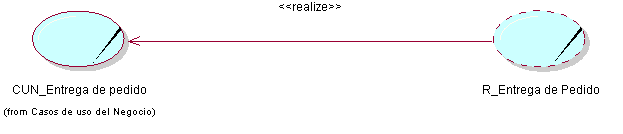 <<realize>>
CUN_Entrega de pedido
R_Entrega de Pedido
(from Casos de uso del Negocio)